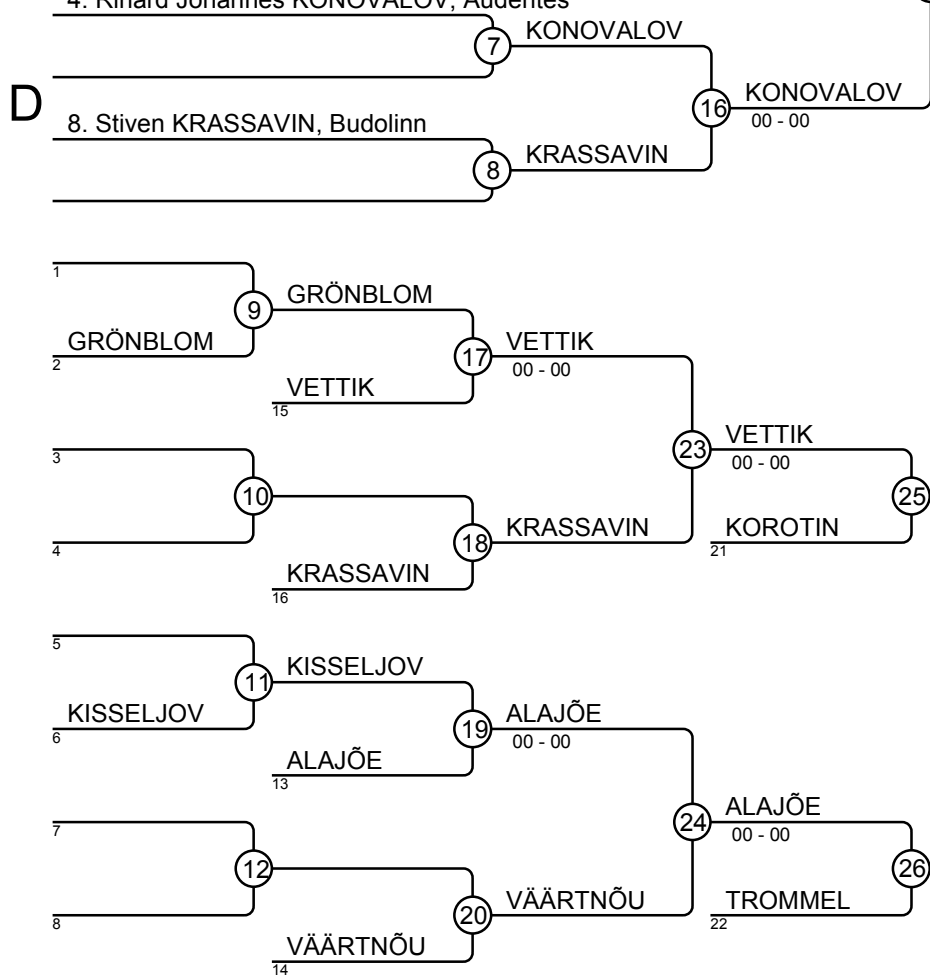 4. Rihard Johannes KONOVALOV, Audentes
7
KONOVALOV
D
16
KONOVALOV
00 - 00
8. Stiven KRASSAVIN, Budolinn
8
KRASSAVIN
1
9
GRÖNBLOM
GRÖNBLOM
2
17
VETTIK
00 - 00
VETTIK
15
23
VETTIK
00 - 00
3
10
4
18
KRASSAVIN
KRASSAVIN
16
25
KOROTIN
21
5
11
KISSELJOV
KISSELJOV
6
19
ALAJÕE
00 - 00
ALAJÕE
13
24
ALAJÕE
00 - 00
7
12
8
20
VÄÄRTNÕU
VÄÄRTNÕU
14
26
TROMMEL
22